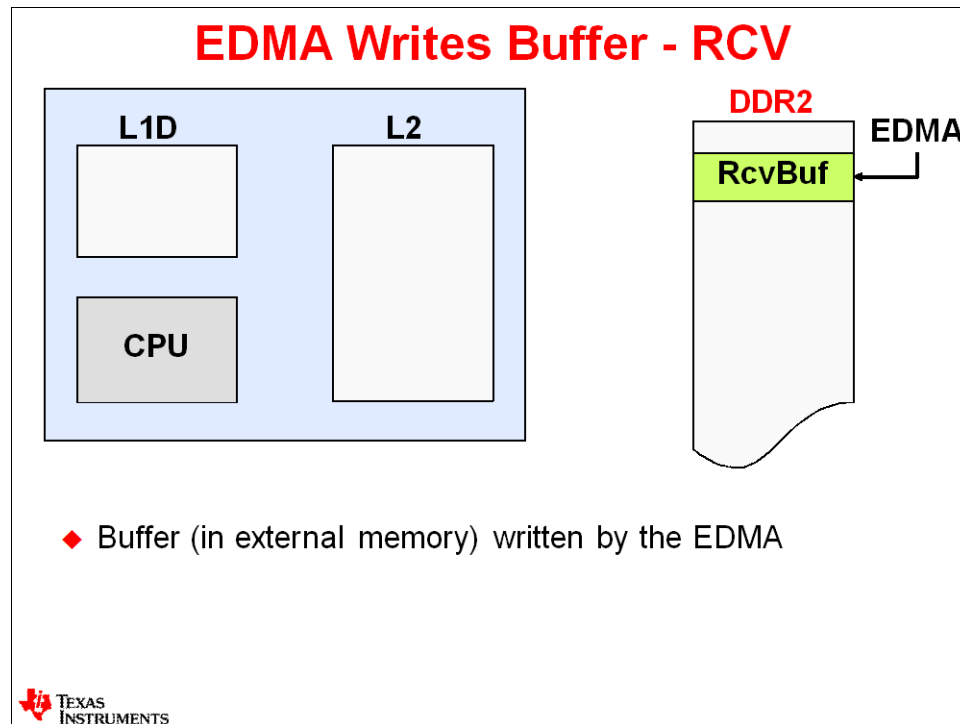 EDMA Writes Buffer - RCV
L1D
L2
DDR2
EDMA
RcvBuf
CPU
Buffer (in external memory) written by the EDMA
TEXAS
INSTRUMENTS